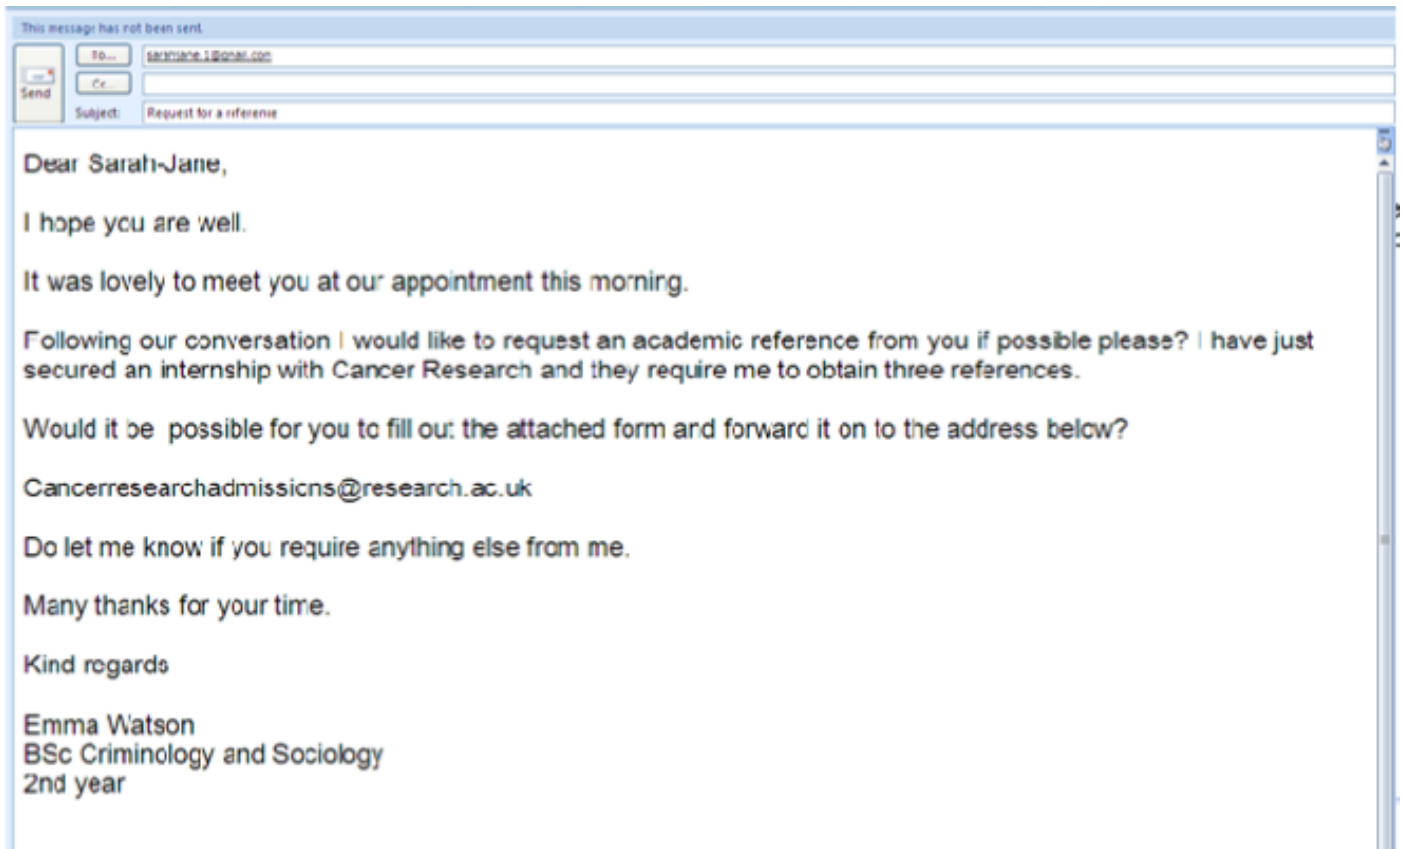 This message has not been sent.
To...
sarahjane.1@gmail.com
Cc...
Send
Subject:
Request for a reference
Dear Sarah-Jane,
I hope you are well.
It was lovely to meet you at our appointment this morning.
Following our conversation I would like to request an academic reference from you if possible please? I have just
secured an internship with Cancer Research and they require me to obtain three references.
Would it be  possible for you to fill out the attached form and forward it on to the address below?
Cancerresearchadmissions@research.ac.uk
Do let me know if you require anything else from me.
Many thanks for your time.
Kind regards
Emma Watson
BSc Criminology and Sociology
2nd year